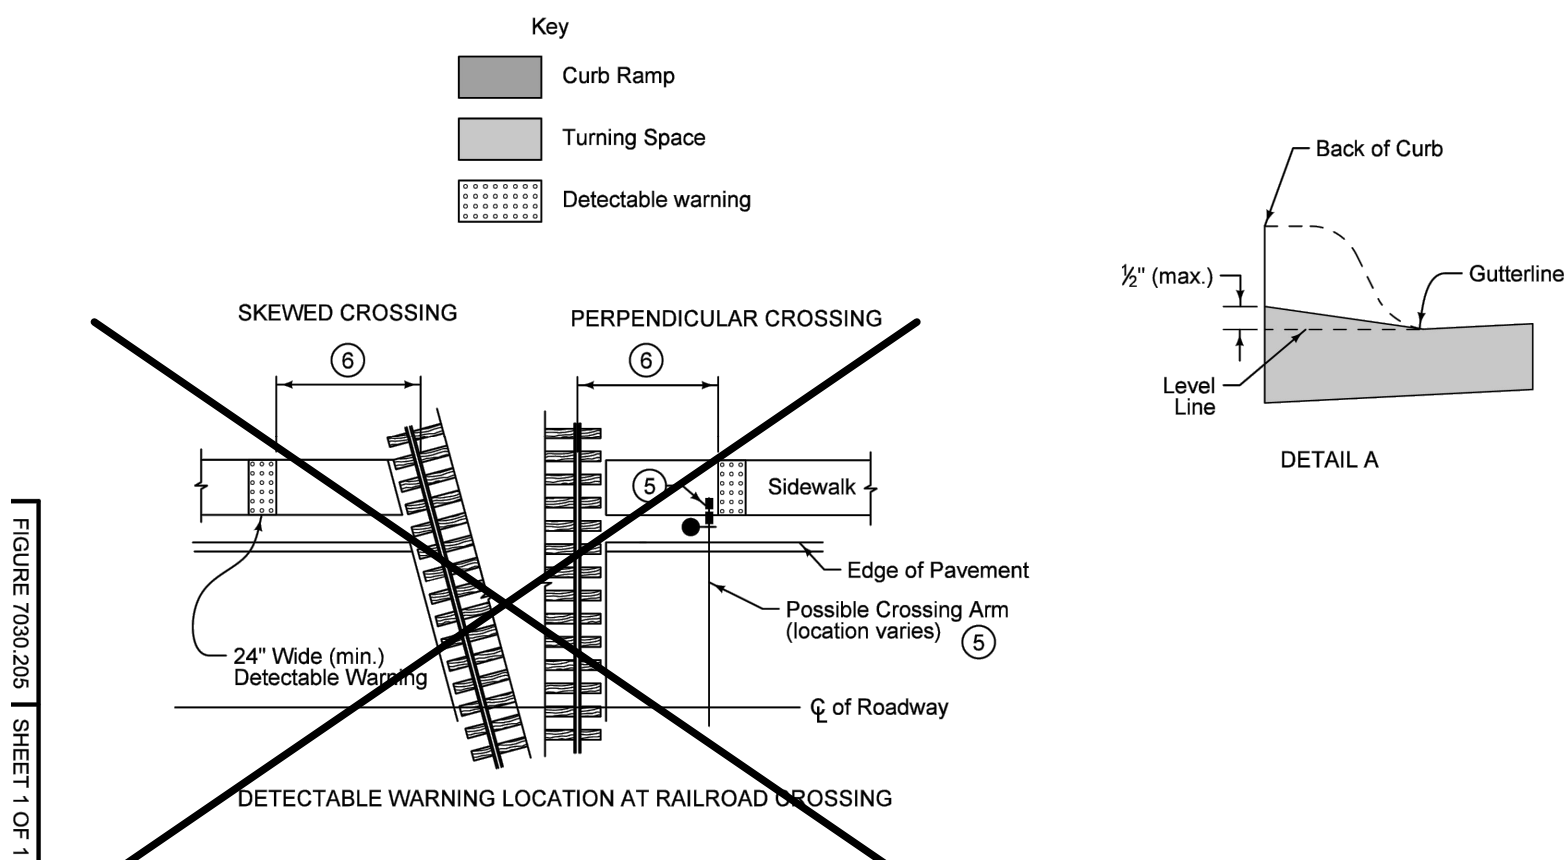 Key
Curb Ramp
Turning Space
Detectable warning
SKEWED CROSSING
6
PERPENDICULAR CROSSING
6
5
Sidewalk
Edge of Pavement
Possible Crossing Arm
(location varies)
5
24" Wide (min.)
Detectable Warning
℄ of Roadway
DETECTABLE WARNING LOCATION AT RAILROAD CROSSING
Back of Curb
½" (max.)
Gutterline
Level
Line
DETAIL A
FIGURE 7030.205
SHEET 1 OF 1